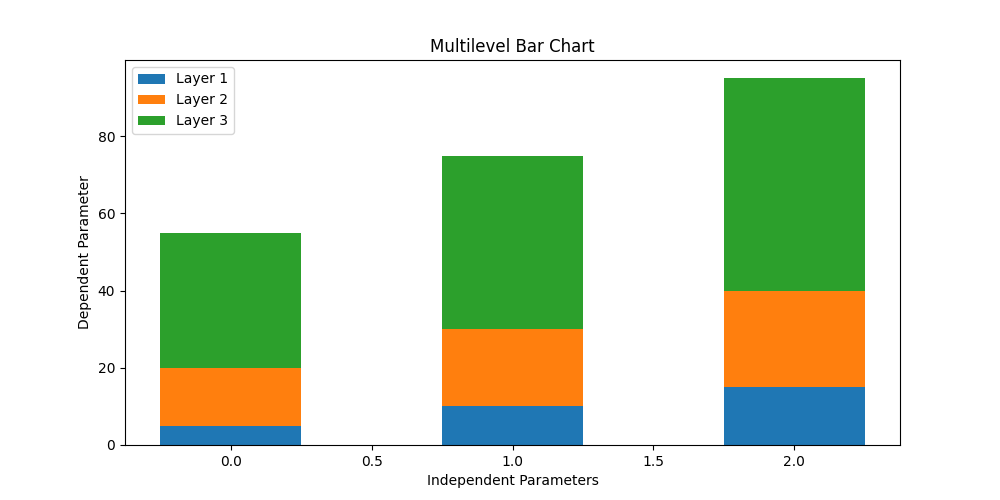 Multilevel Bar Chart
Layer 1
Layer 2
Layer 3
80
60
40
20
0
Dependent Parameter
0.0 0.5 1.0 1.5 2.0
Independent Parameters